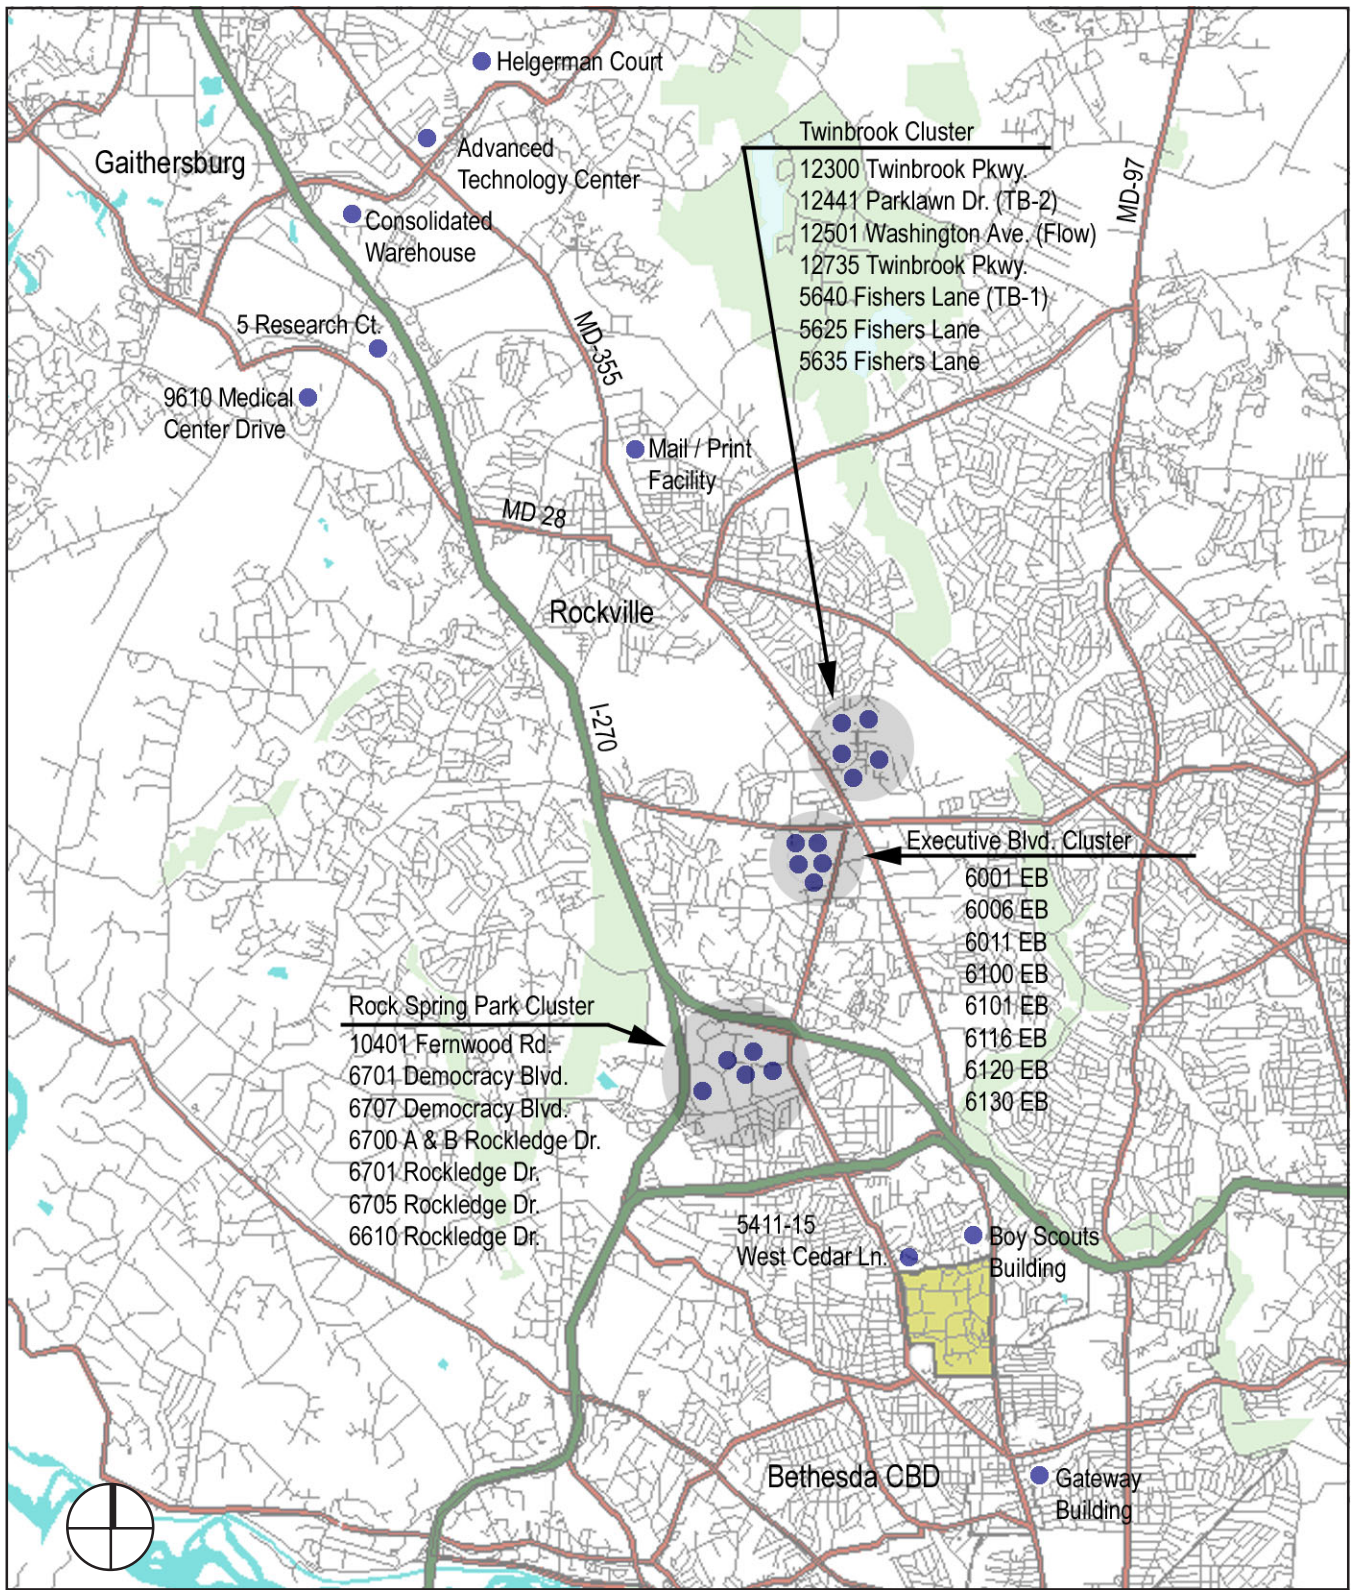 Helgerman Court
Advanced
Technology Center
Gaithersburg
Consolidated
Warehouse
5 Research Ct.
9610 Medical
Center Drive
MD-355
Mail / Print
Facility
MD 28
Rockville
I-270
MD-97
Twinbrook Cluster
12300 Twinbrook Pkwy.
12441 Parklawn Dr. (TB-2)
12501 Washington Ave. (Flow)
12735 Twinbrook Pkwy.
5640 Fishers Lane (TB-1)
5625 Fishers Lane
5635 Fishers Lane
Executive Blvd. Cluster
6001 EB
6006 EB
6011 EB
6100 EB
6101 EB
6116 EB
6120 EB
6130 EB
Rock Spring Park Cluster
10401 Fernwood Rd.
6701 Democracy Blvd.
6707 Democracy Blvd.
6700 A & B Rockledge Dr.
6701 Rockledge Dr.
6705 Rockledge Dr.
6610 Rockledge Dr.
5411-15
West Cedar Ln.
Boy Scouts
Building
Bethesda CBD
Gateway
Building